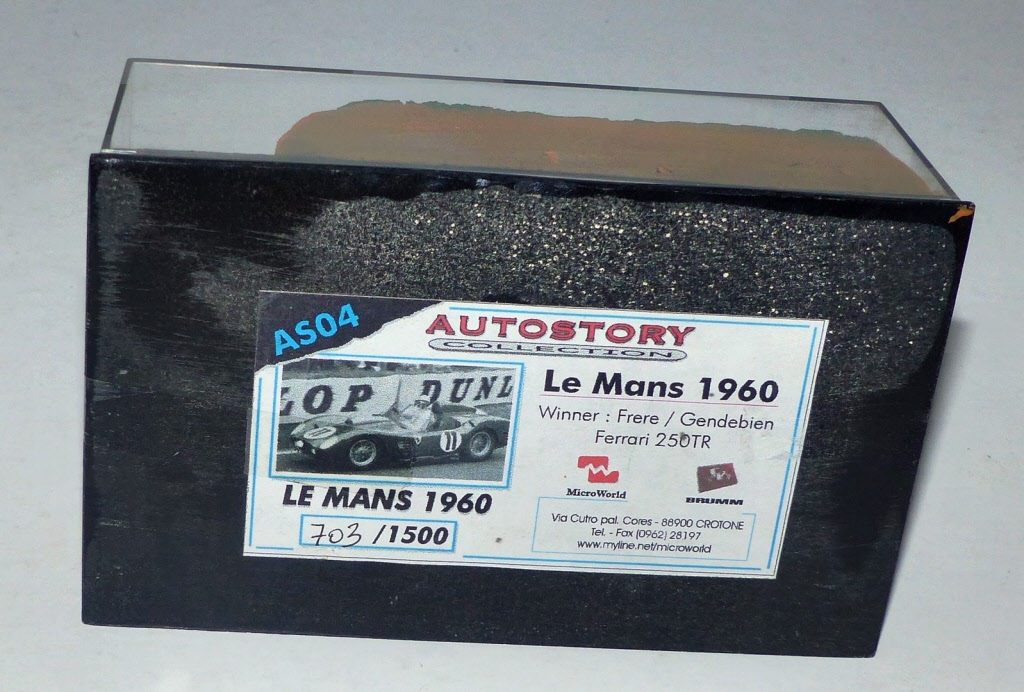 AS04
AUTOSTORY
COLLECTION
LOP DUNL
11
LE MANS 1960
703 /1500
Le Mans 1960
Winner : Frere / Gendebien
Ferrari 250TR
MicroWorld
BRUMM
Via Cutro pal. Cores - 88900 CROTONE
Tel. - Fax (0962) 28197
www.myline.net/microworld